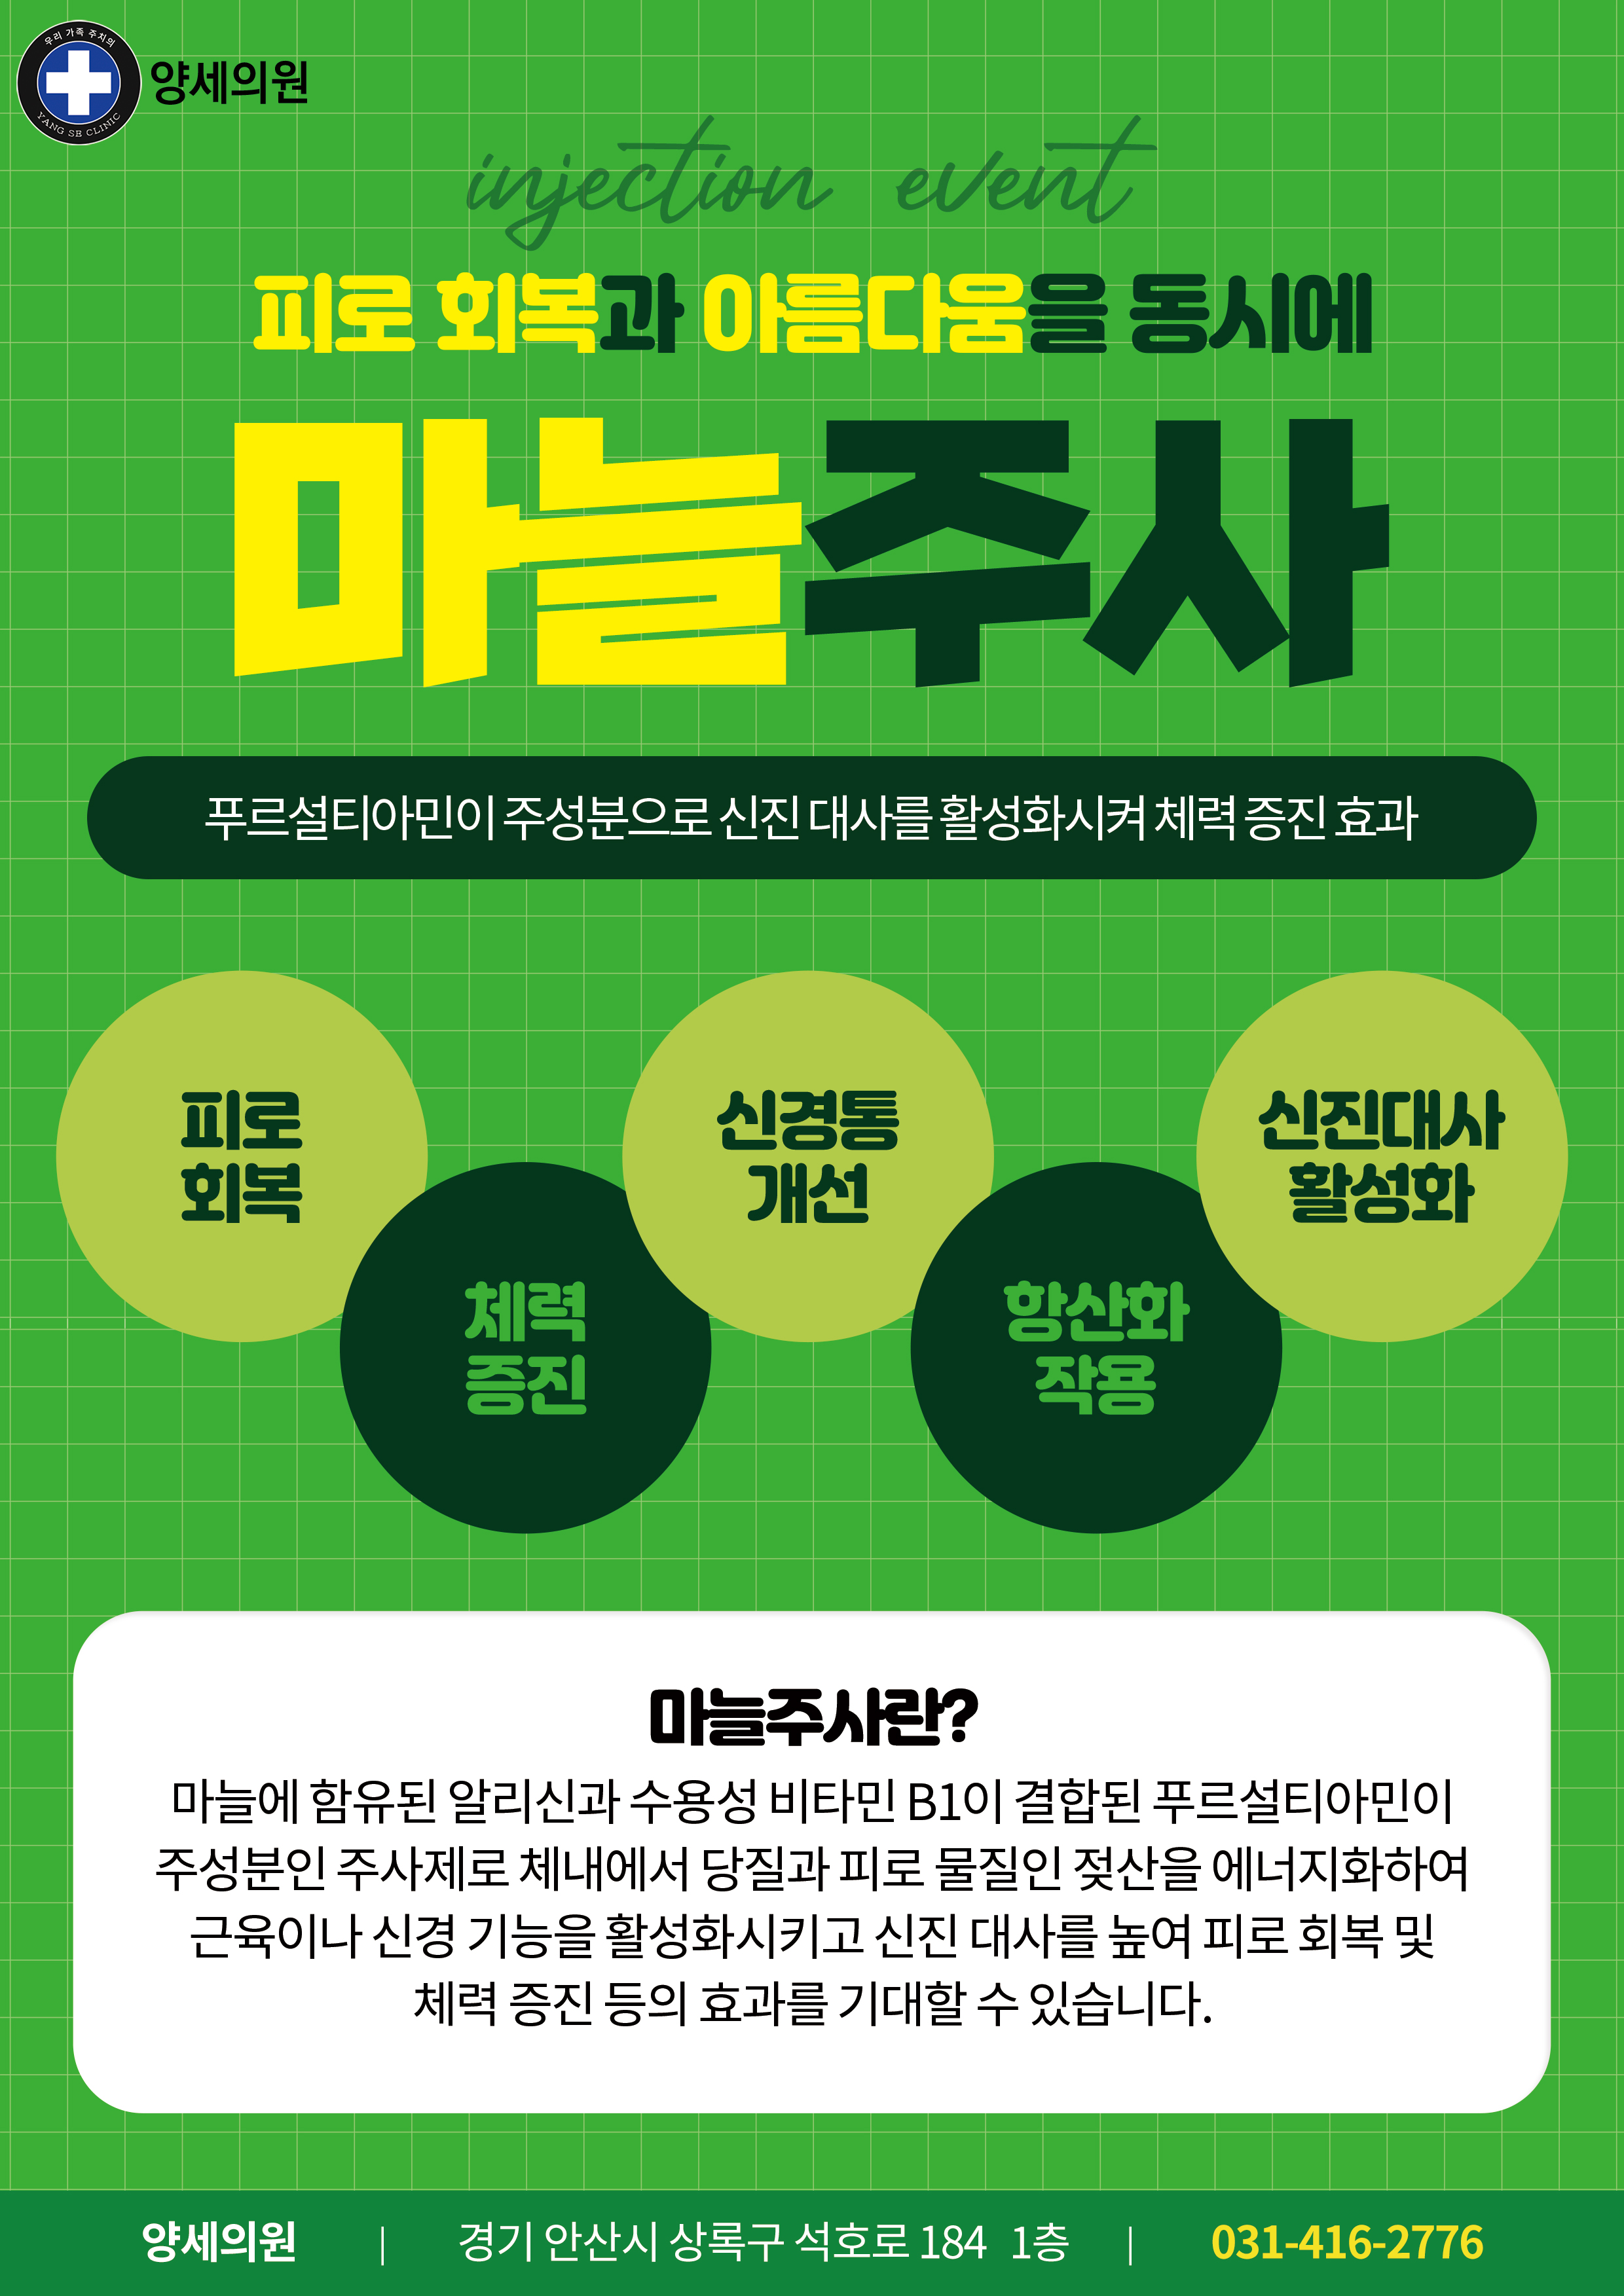 우리 가족 주치의
YANG SE CLINIC
양세의원
injection event
피로 회복과 아름다움을 동시에
마늘주사
푸르설티아민이 주성분으로 신진 대사를 활성화시켜 체력 증진 효과
피로
회복
체력
증진
신경통
개선
항산화
작용
신진대사
활성화
마늘주사란?
마늘에 함유된 알리신과 수용성 비타민 B1이 결합된 푸르설티아민이
주성분인 주사제로 체내에서 당질과 피로 물질인 젖산을 에너지화하여
근육이나 신경 기능을 활성화시키고 신진 대사를 높여 피로 회복 및
체력 증진 등의 효과를 기대할 수 있습니다.
양세의원 | 경기 안산시 상록구 석호로 184 1층 | 031-416-2776